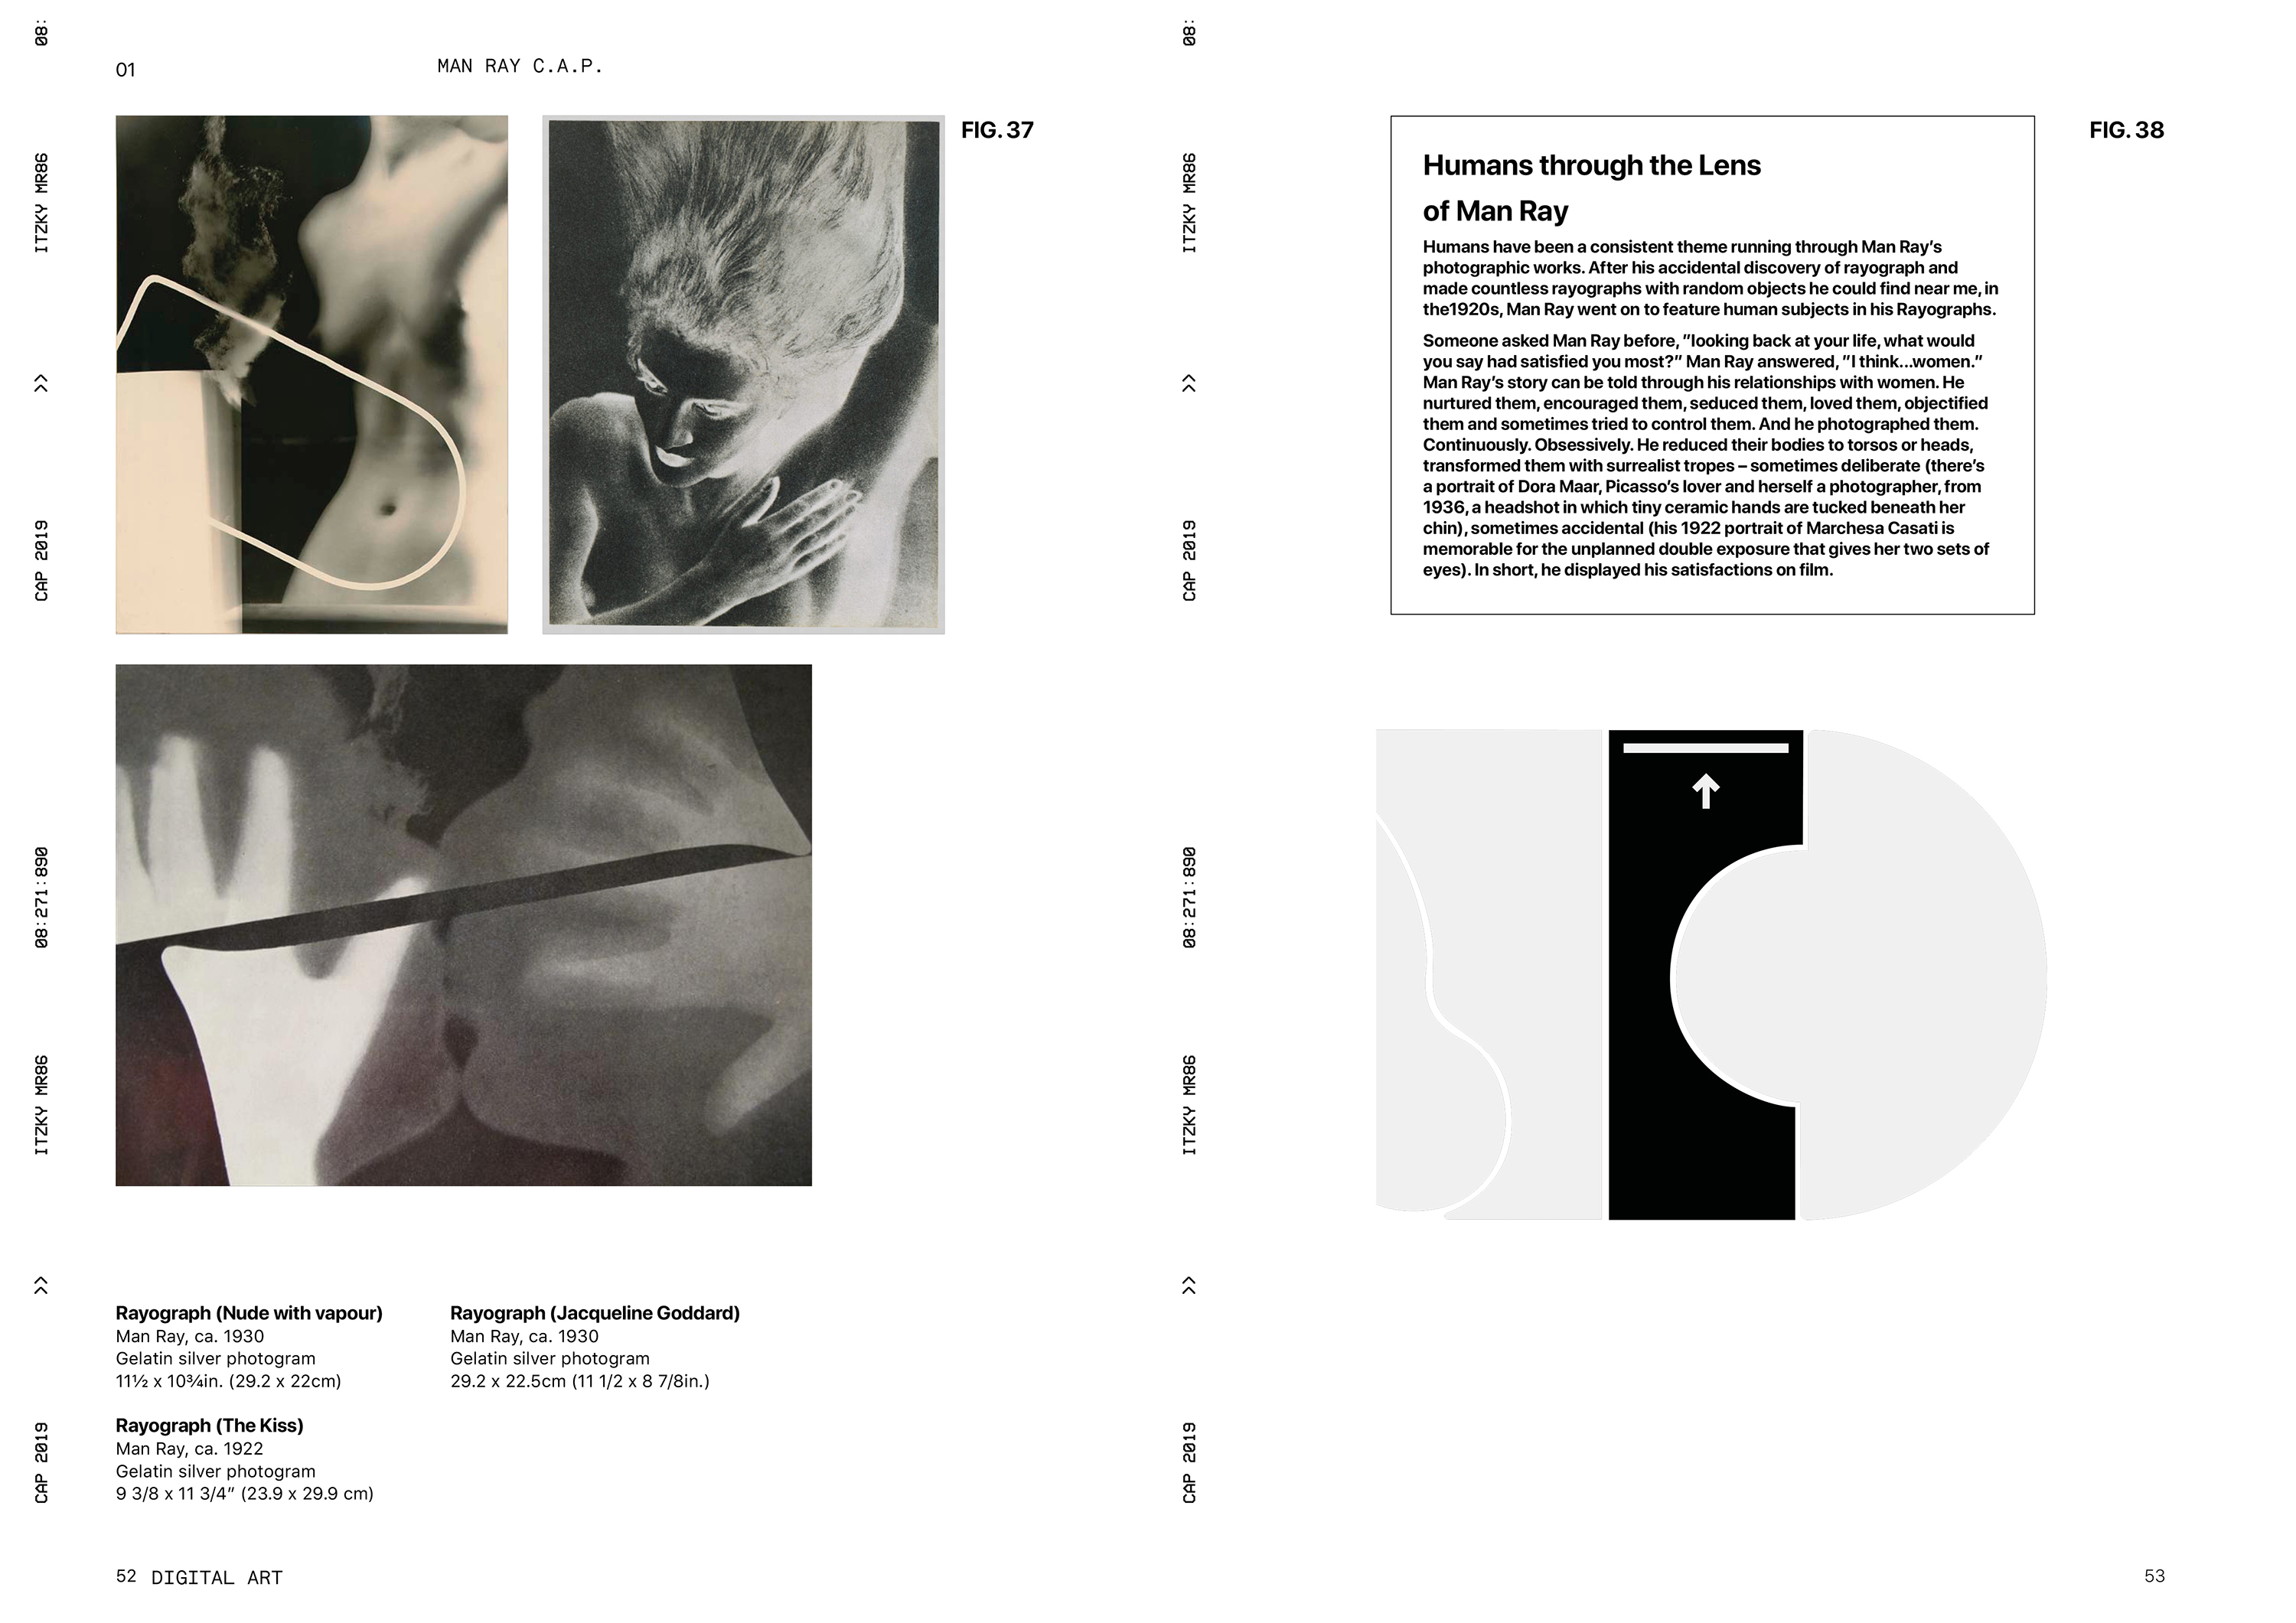 08:
ITZKY MR86
>>
CAP 2019
08:271:890
ITZKY MR86
>>
CAP 2019
01
MAN RAY C.A.P.
FIG. 37
Rayograph (Nude with vapour)
Man Ray, ca. 1930
Gelatin silver photogram
11½ x 10¾in. (29.2 x 22cm)
Rayograph (Jacqueline Goddard)
Man Ray, ca. 1930
Gelatin silver photogram
29.2 x 22.5cm (11 1/2 x 8 7/8in.)
Rayograph (The Kiss)
Man Ray, ca. 1922
Gelatin silver photogram
9 3/8 x 11 3/4” (23.9 x 29.9 cm)
52 DIGITAL ART
08:
ITZKY MR86
>>
CAP 2019
08:271:890
ITZKY MR86
>>
CAP 2019
FIG. 38
Humans through the Lens
of Man Ray
Humans have been a consistent theme running through Man Ray’s
photographic works. After his accidental discovery of rayograph and
made countless rayographs with random objects he could find near me, in
the1920s, Man Ray went on to feature human subjects in his Rayographs.
Someone asked Man Ray before, ”looking back at your life, what would
you say had satisfied you most?” Man Ray answered, ”I think...women.”
Man Ray’s story can be told through his relationships with women. He
nurtured them, encouraged them, seduced them, loved them, objectified
them and sometimes tried to control them. And he photographed them.
Continuously. Obsessively. He reduced their bodies to torsos or heads,
transformed them with surrealist tropes – sometimes deliberate (there’s
a portrait of Dora Maar, Picasso’s lover and herself a photographer, from
1936, a headshot in which tiny ceramic hands are tucked beneath her
chin), sometimes accidental (his 1922 portrait of Marchesa Casati is
memorable for the unplanned double exposure that gives her two sets of
eyes). In short, he displayed his satisfactions on film.
53